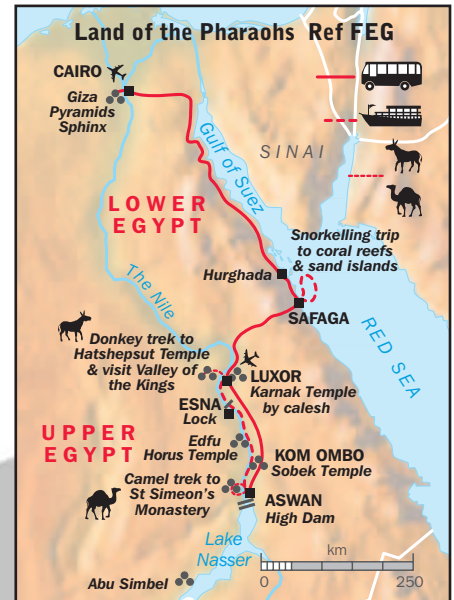 Land of the Pharaohs Ref FEG
CAIRO
Giza
Pyramids
Sphinx
Gulf of Suez
SINAI
LOWER
EGYPT
Snorkelling trip
to coral reefs
& sand islands
Hurghada
The Nile
SAFAGA
RED SEA
Donkey trek to
Hatshepsut Temple
& visit Valley of
the Kings
LUXOR
Karnak Temple
by calesh
ESNA
Lock
UPPER
EGYPT
Edfu
Horus Temple
KOM OMBO
Sobek Temple
Camel trek to
St Simeon's
Monastery
ASWAN
High Dam
Lake
Nasser
km
0 250
Abu Simbel